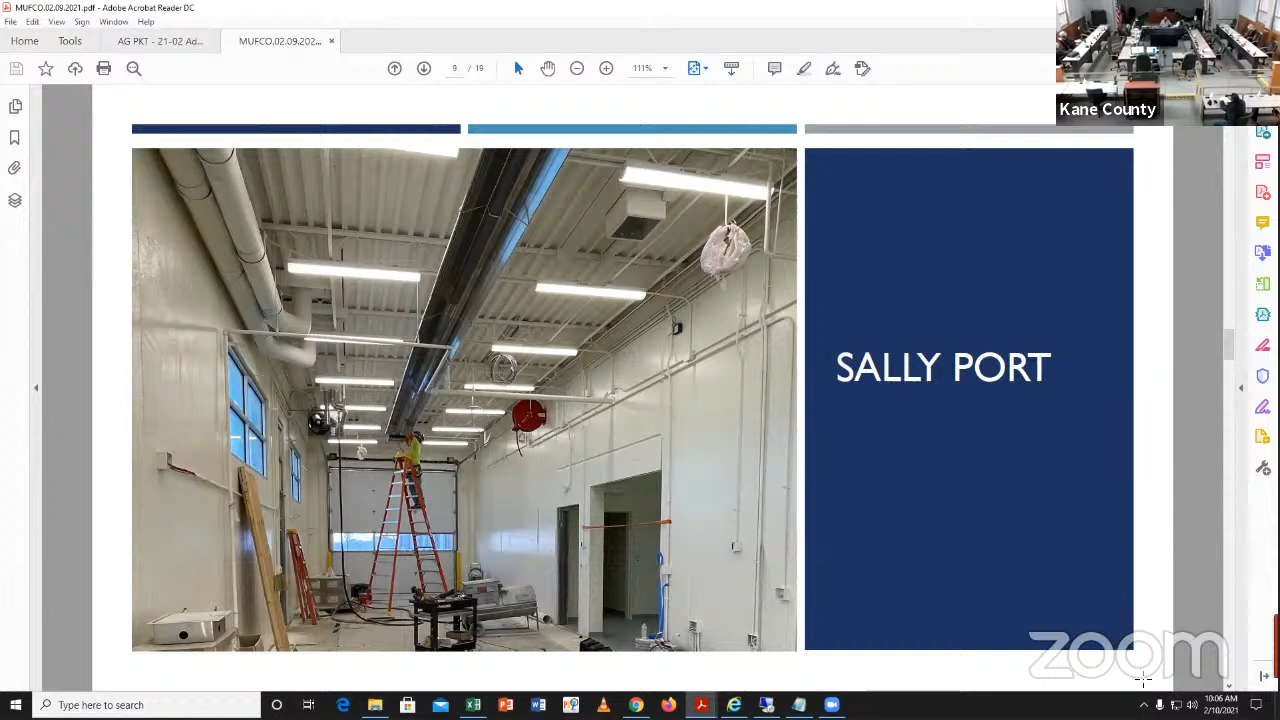 MUFCO.02.09.2021.pdf - Adobe Acrobat Reader DC
File Edit View Sign Window Help
Home Tools AG PKT - 21-02 Ad... MUFCO.02.09.202... ×
9 19 111%
Kane County
SALLY PORT
zoom
Type here to search
10:06 AM
2/10/2021